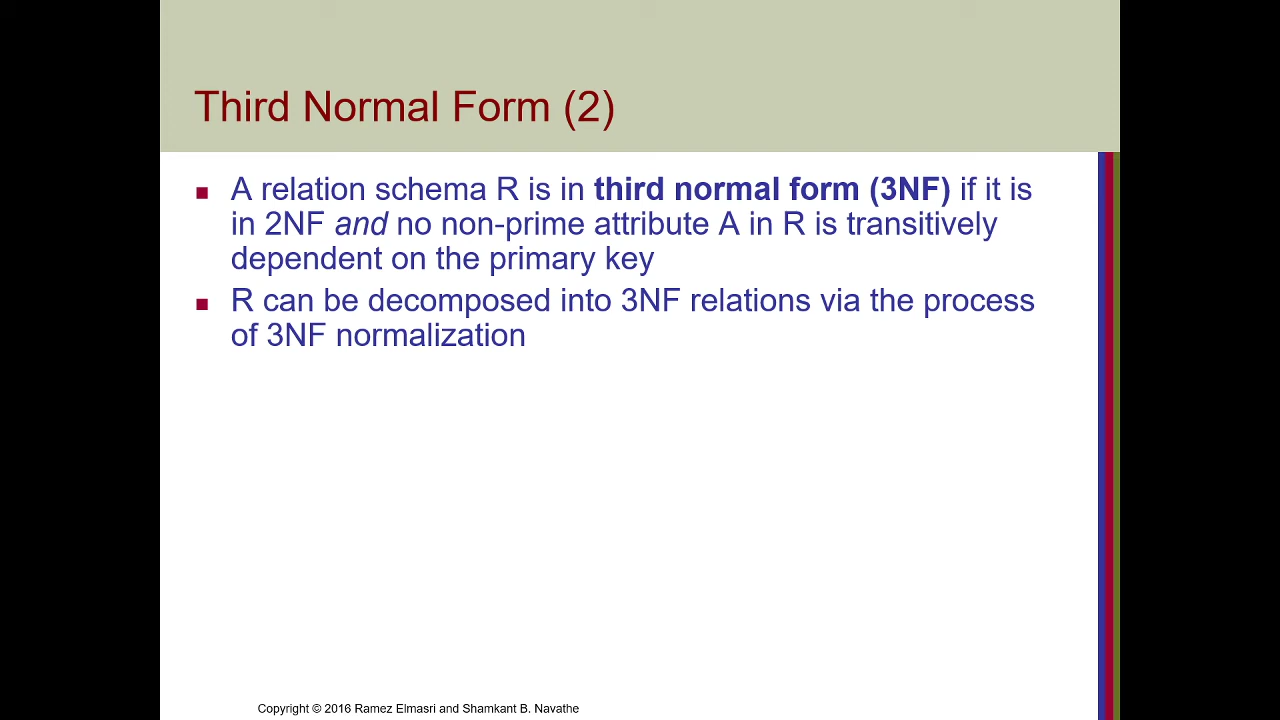 Third Normal Form (2)
A relation schema R is in third normal form (3NF) if it is
in 2NF and no non-prime attribute A in R is transitively
dependent on the primary key
R can be decomposed into 3NF relations via the process
of 3NF normalization
Copyright © 2016 Ramez Elmasri and Shamkant B. Navathe